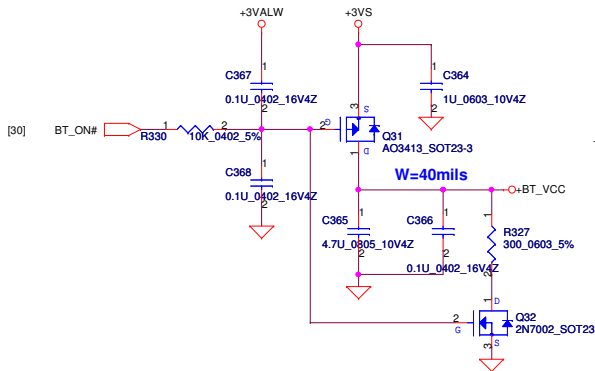 +3VALW
+3VS
1
C367
0.1U_0402_16V4Z
2
1
C364
1U_0603_10V4Z
2
[30]
BT_ON#
1
R330
2
10K_0402_5%
2
G
3
S
Q31
AO3413_SOT23-3
1
D
1
C368
0.1U_0402_16V4Z
2
W=40mils
+BT_VCC
1
C365
4.7U_0805_10V4Z
2
1
C366
0.1U_0402_16V4Z
2
1
R327
300_0603_5%
2
1
D
2
G
Q32
2N7002_SOT23
3
S